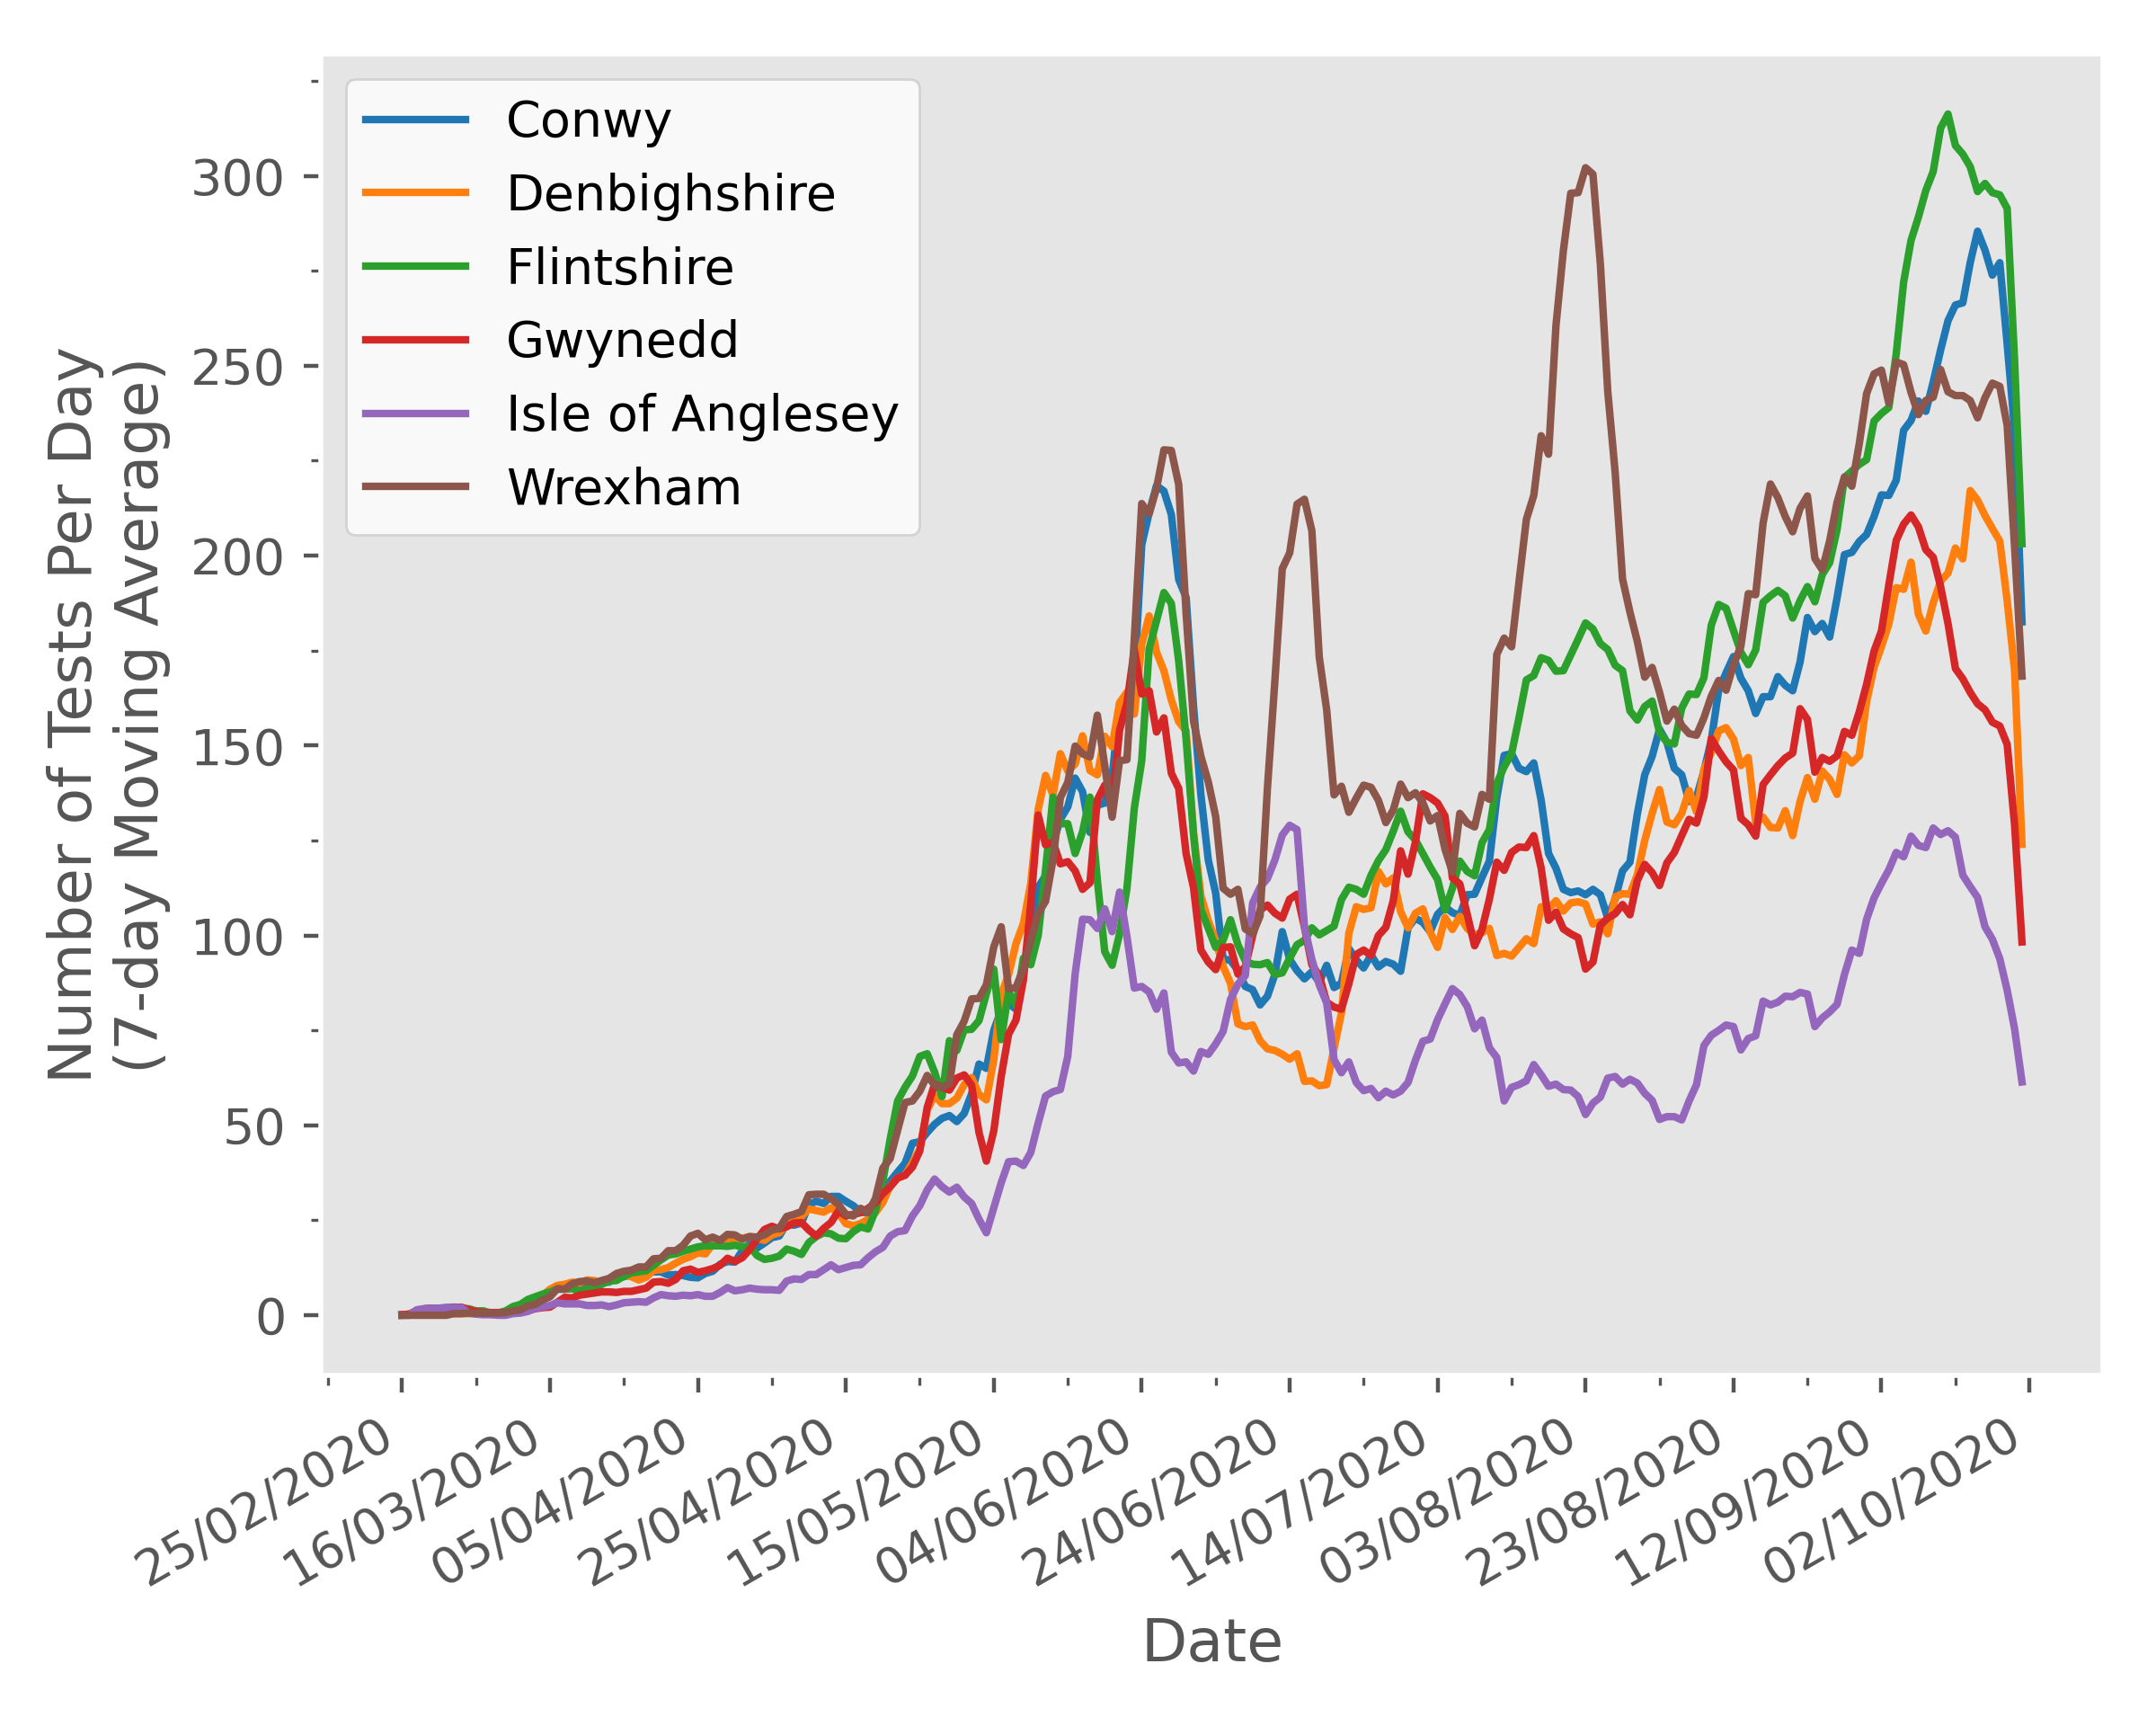 Conwy
Denbighshire
Flintshire
Gwynedd
Isle of Anglesey
Wrexham
Number of Tests Per Day
(7-day Moving Average)
300
250
200
150
100
50
0
25/02/2020
16/03/2020
05/04/2020
25/04/2020
15/05/2020
04/06/2020
24/06/2020
14/07/2020
03/08/2020
23/08/2020
12/09/2020
02/10/2020
Date